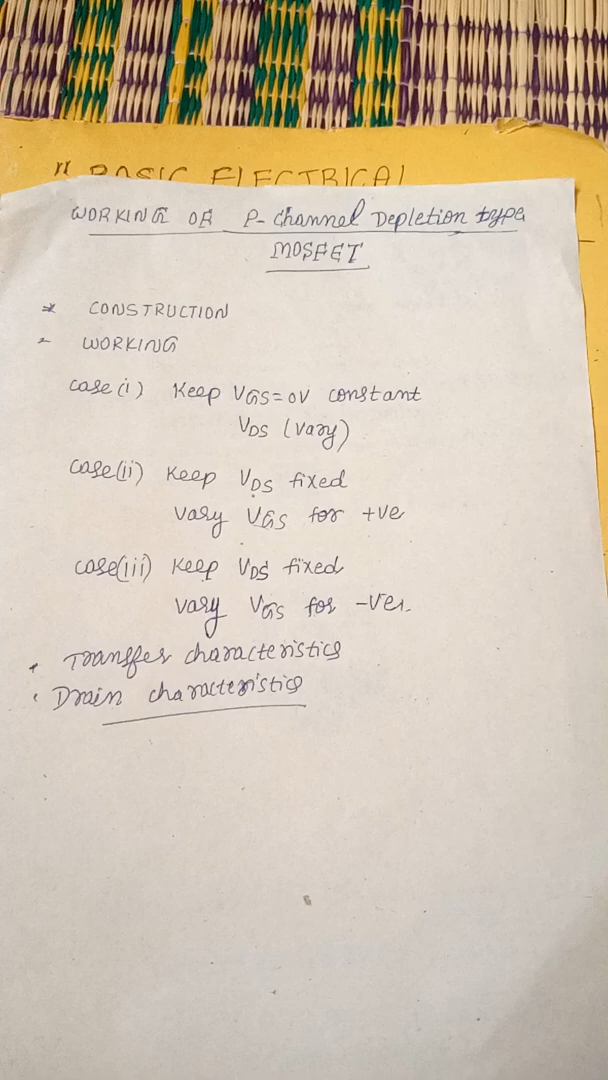 " BASIC ELECTRICAL
WORKING OF P-channel Depletion type
MOSFET
* CONSTRUCTION
- WORKING
case(i) Keep VGS=0V constant
VDS (vary)
case(ii) Keep VDS fixed
vary VGS for +ve
case(iii) Keep VDS fixed
vary VGS for -ve.
• Transfer characteristics
• Drain characteristics